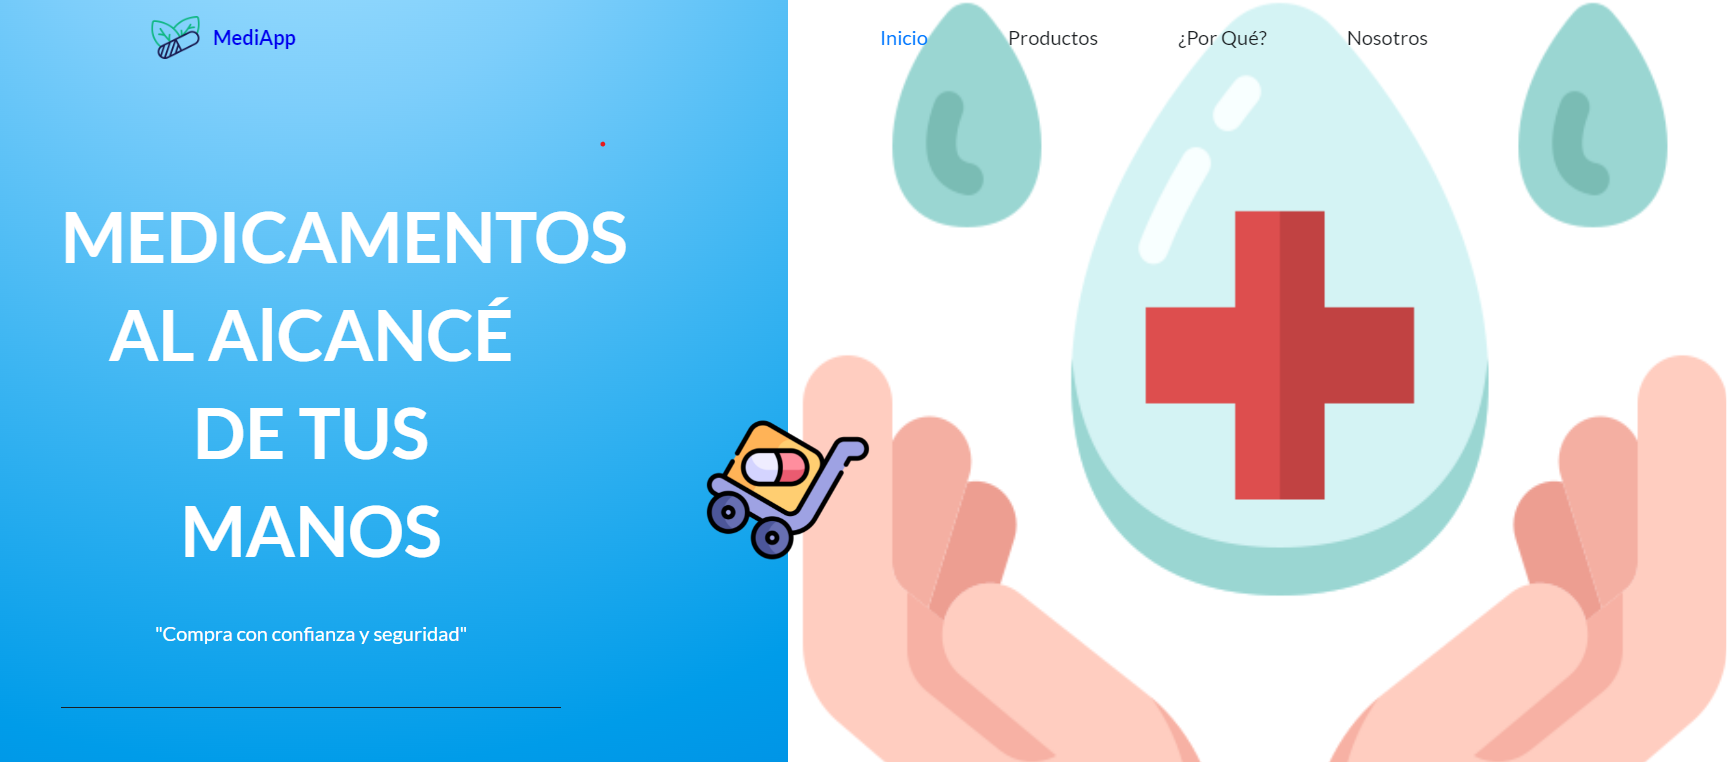 MediApp
Inicio Productos ¿Por Qué? Nosotros
MEDICAMENTOS
AL AlCANCÉ
DE TUS
MANOS
"Compra con confianza y seguridad"